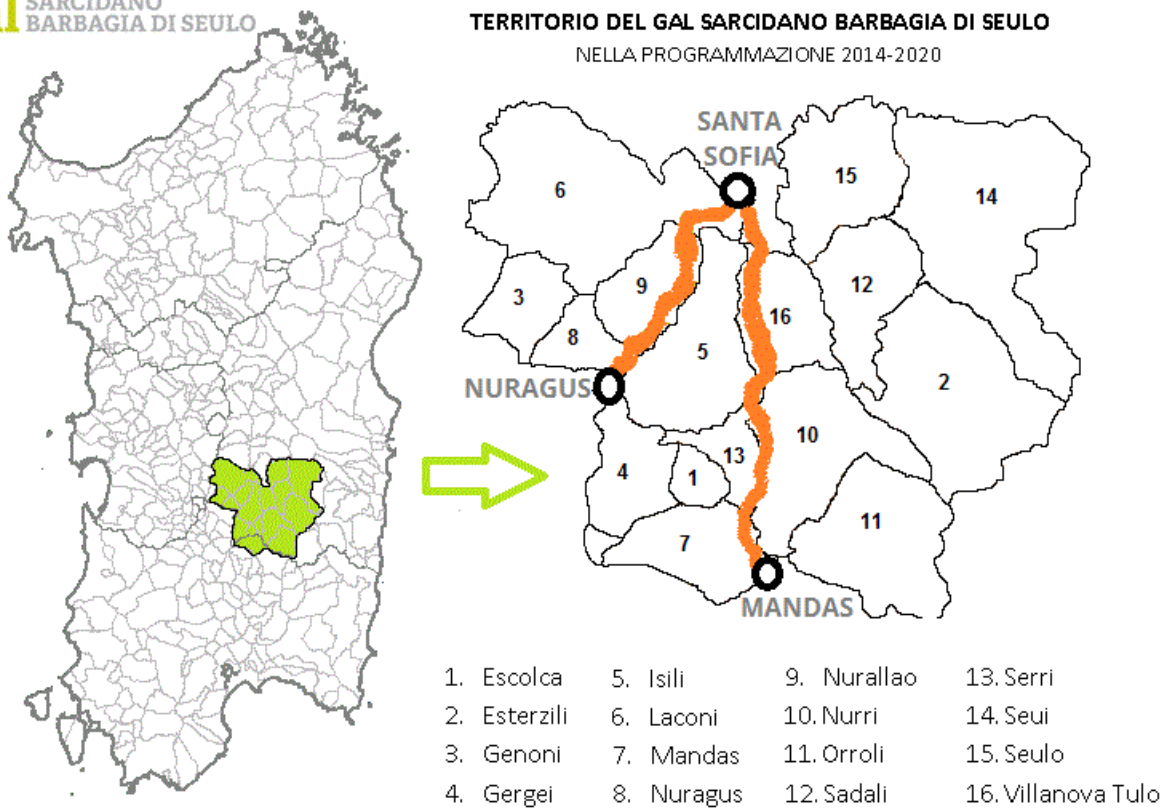 SARCIDANO
BARBAGIA DI SEULO
TERRITORIO DEL GAL SARCIDANO BARBAGIA DI SEULO
NELLA PROGRAMMAZIONE 2014-2020
SANTA
SOFIA
15
6
14
9
3
12
16
8
5
NURAGUS
2
10
13
4
1
11
7
MANDAS
1. Escolca
2. Esterzili
3. Genoni
4. Gergei
5. Isili
6. Laconi
7. Mandas
8. Nuragus
9. Nurallao
10. Nurri
11. Orroli
12. Sadali
13. Serri
14. Seui
15. Seulo
16. Villanova Tulo